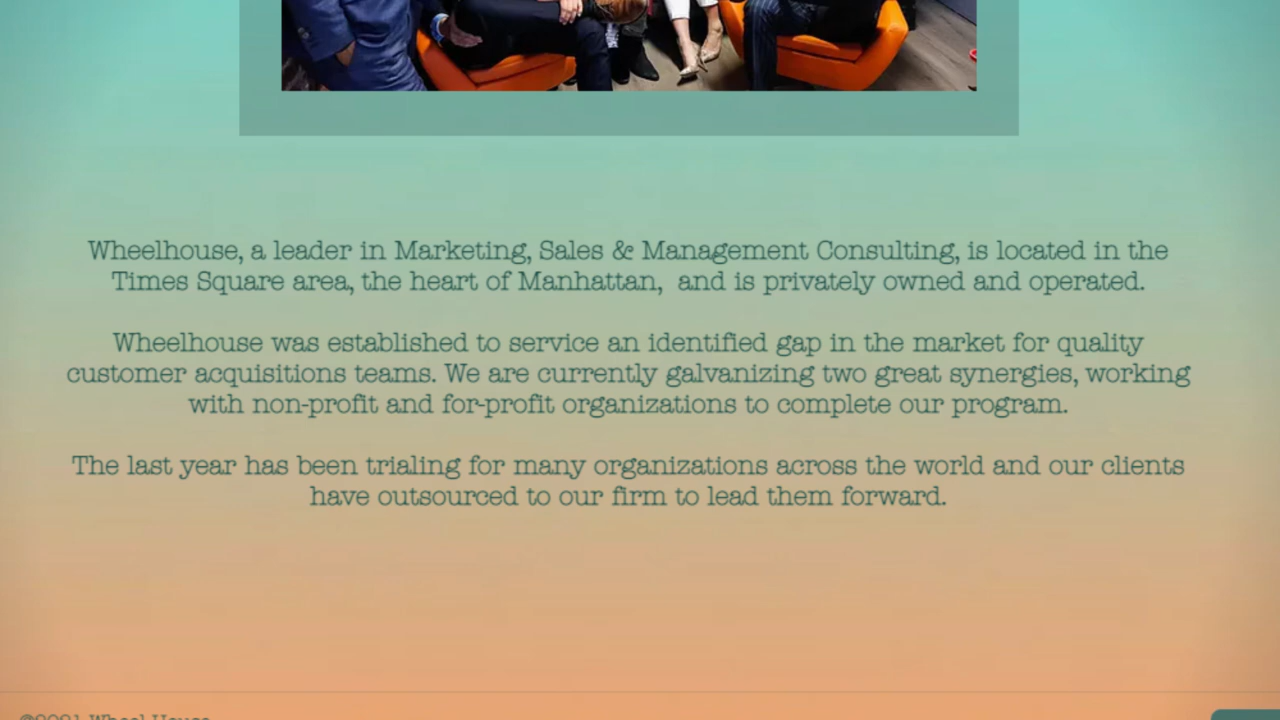 Wheelhouse, a leader in Marketing, Sales & Management Consulting, is located in the
Times Square area, the heart of Manhattan,  and is privately owned and operated.
Wheelhouse was established to service an identified gap in the market for quality
customer acquisitions teams. We are currently galvanizing two great synergies, working
with non-profit and for-profit organizations to complete our program.
The last year has been trialing for many organizations across the world and our clients
have outsourced to our firm to lead them forward.
©2021 Wheel House